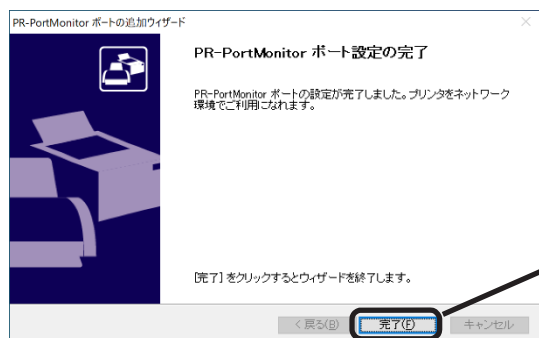 PR-PortMonitor ポートの追加ウィザード
PR-PortMonitor ポート設定の完了
PR-PortMonitor ポートの設定が完了しました。プリンタをネットワーク
環境でご利用になれます。
[完了] をクリックするとウィザードを終了します。
< 戻る(B)
完了(F)
キャンセル